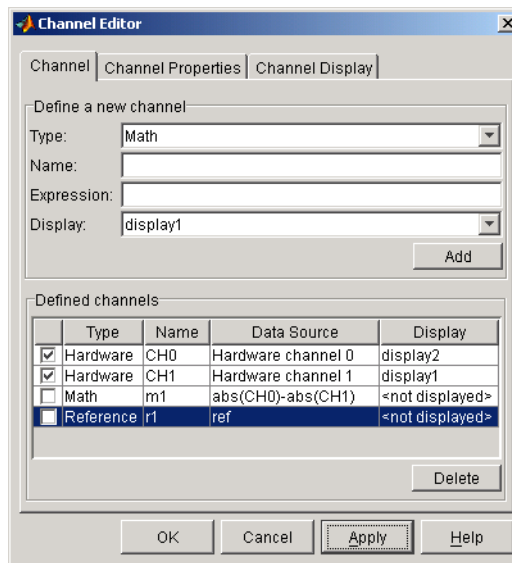 Channel Editor
Channel Channel Properties Channel Display
Define a new channel
Type: Math
Name:
Expression:
Display: display1
Add
Defined channels
Type Name Data Source Display
Hardware CH0 Hardware channel 0 display2
Hardware CH1 Hardware channel 1 display1
Math m1 abs(CH0)-abs(CH1) <not displayed>
Reference r1 ref <not displayed>
Delete
OK Cancel Apply Help